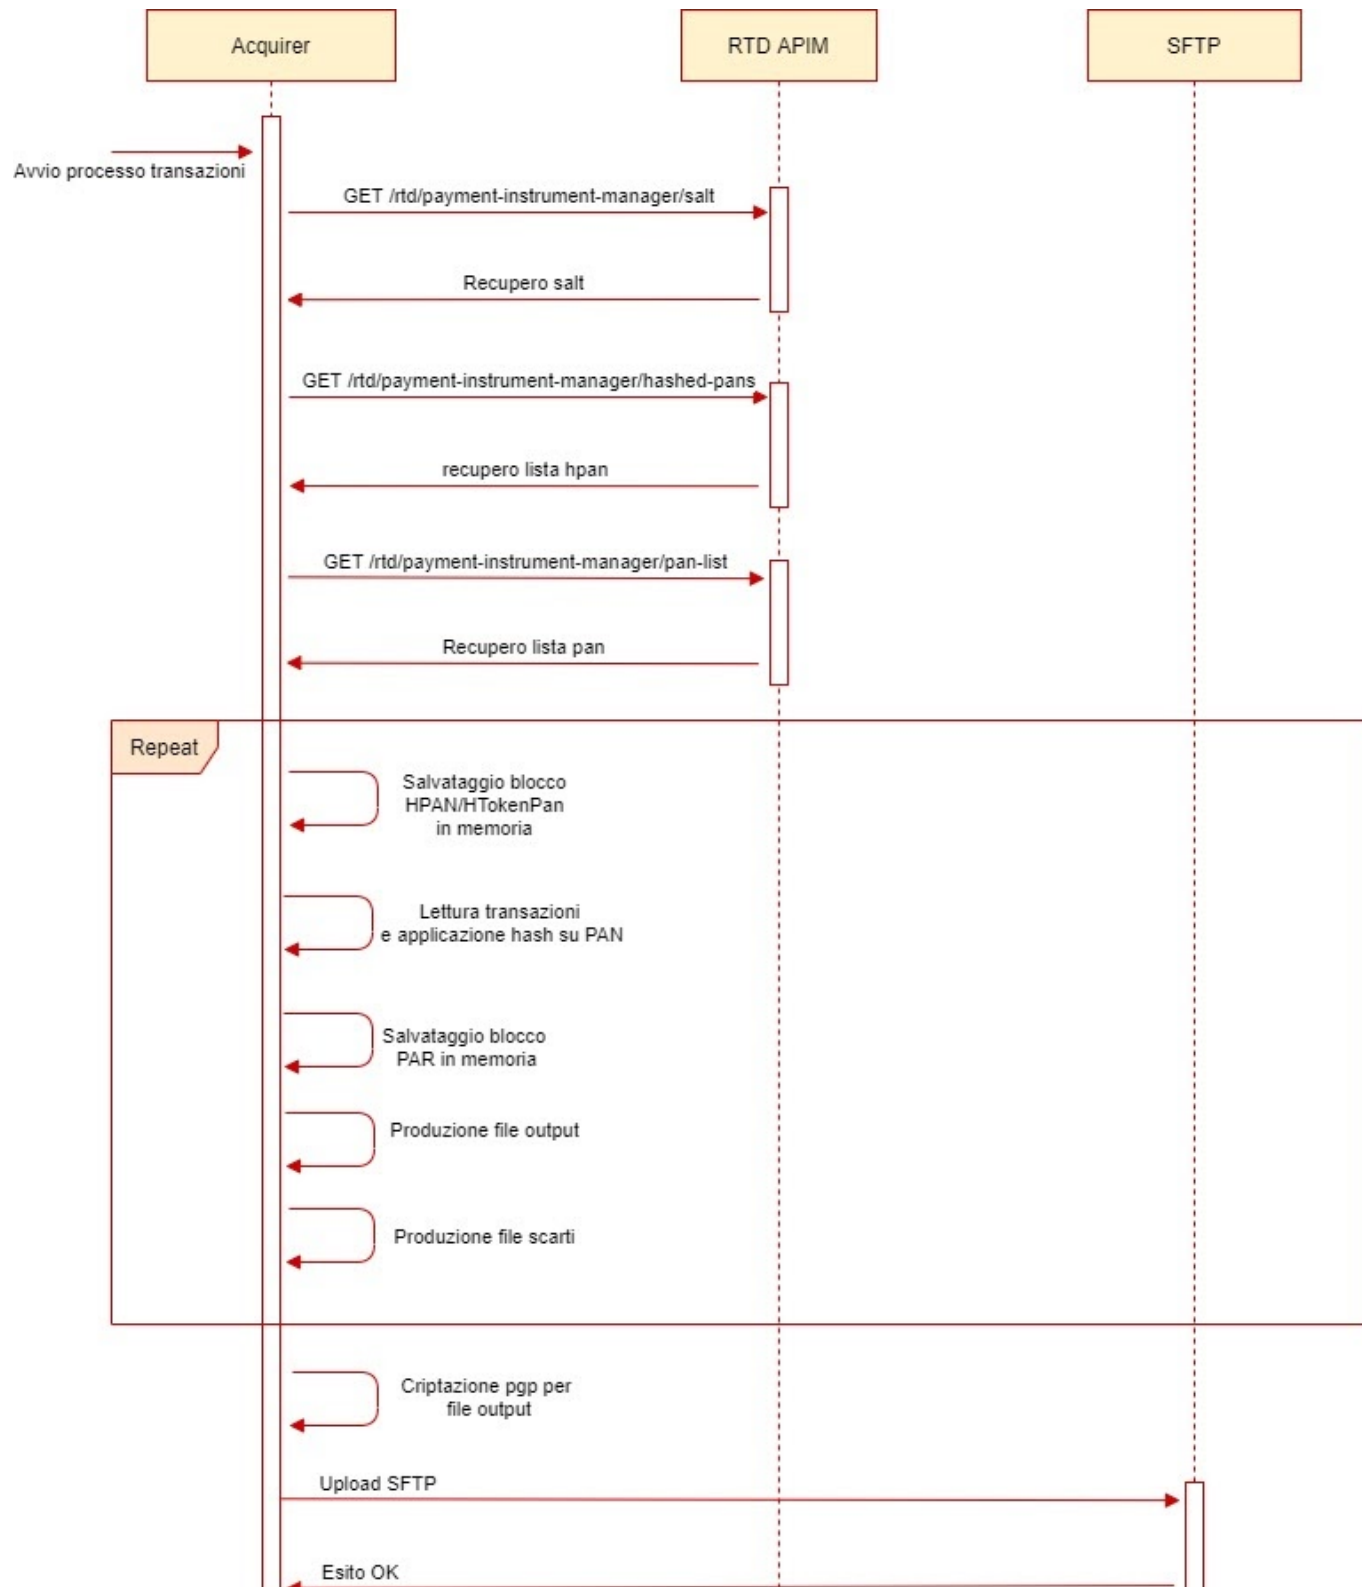 Acquirer
RTD APIM
SFTP
Avvio processo transazioni
GET /rtd/payment-instrument-manager/salt
Recupero salt
GET /rtd/payment-instrument-manager/hashed-pans
recupero lista hpan
GET /rtd/payment-instrument-manager/pan-list
Recupero lista pan
Repeat
Salvataggio blocco
HPAN/HTokenPan
in memoria
Lettura transazioni
e applicazione hash su PAN
Salvataggio blocco
PAR in memoria
Produzione file output
Produzione file scarti
Criptazione pgp per
file output
Upload SFTP
Esito OK